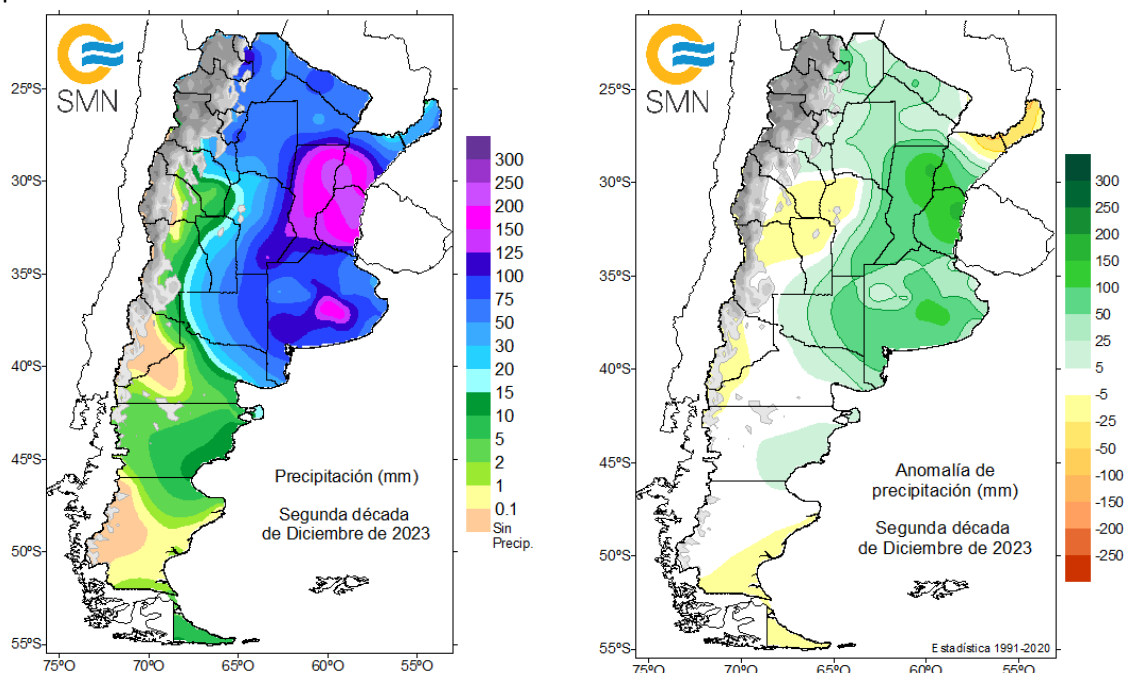 SMN
25ºS
30ºS
35ºS
40ºS
45ºS
50ºS
55ºS
75ºO
70ºO
65ºO
60ºO
55ºO
Precipitación (mm)
Segunda década
de Diciembre de 2023
300
250
200
150
125
100
75
50
30
20
15
10
5
2
1
0.1
Sin
Precip.
SMN
25ºS
30ºS
35ºS
40ºS
45ºS
50ºS
55ºS
75ºO
70ºO
65ºO
60ºO
55ºO
Anomalía de
precipitación (mm)
Segunda década
de Diciembre de 2023
Estadística 1991-2020
300
250
200
150
100
50
25
5
-5
-25
-50
-100
-150
-200
-250